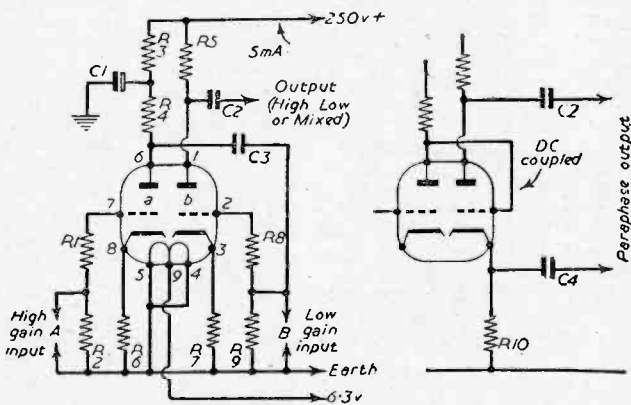 250v+
5mA
R3
R5
C1
R4
C2
Output
(High Low
or Mixed)
C3
6
1
a
b
7
2
R1
8
3
R8
5
9
4
High
gain A
input
R2
R6
R7
R9
B
Low
gain
input
Earth
6·3v
C2
DC
coupled
Paraphase output
C4
R10